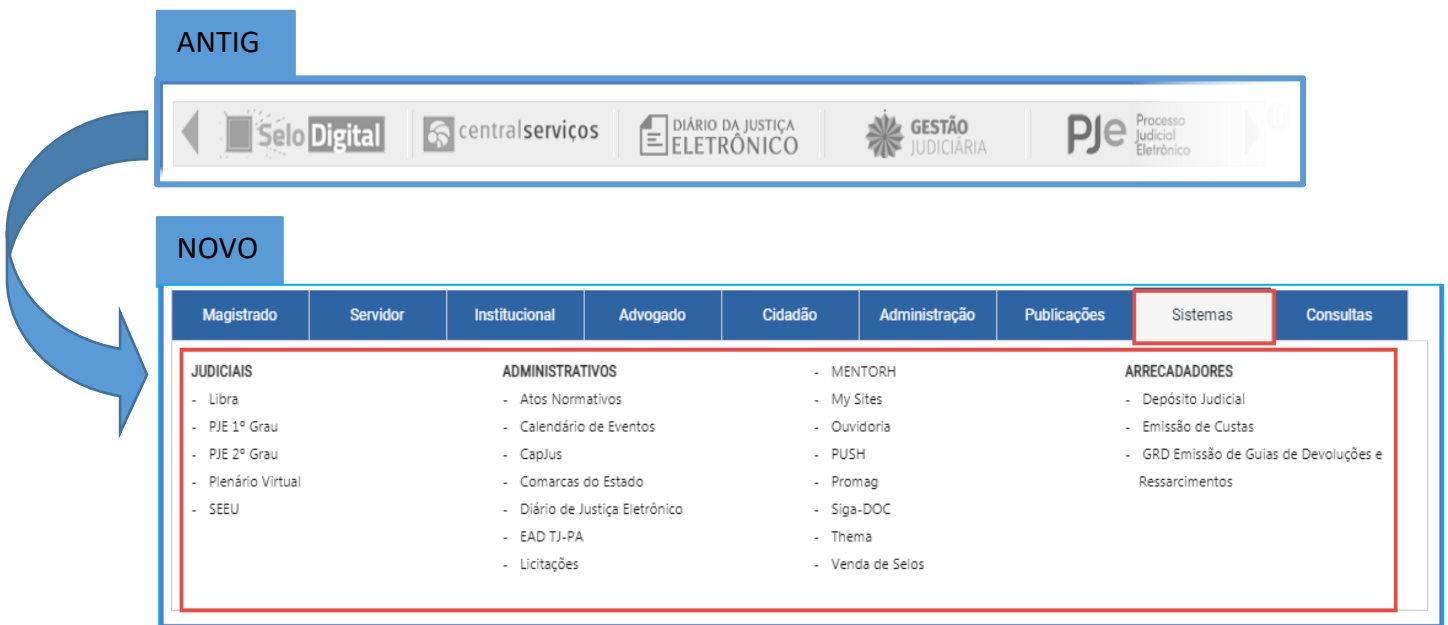 ANTIG
Selo Digital
centralserviços
DIÁRIO DA JUSTIÇA
ELETRÔNICO
GESTÃO
JUDICIÁRIA
PJe
Processo
Judicial
Eletrônico
NOVO
Magistrado Servidor Institucional Advogado Cidadão Administração Publicações Sistemas Consultas
JUDICIAIS
- Libra
- PJE 1º Grau
- PJE 2º Grau
- Plenário Virtual
- SEEU
ADMINISTRATIVOS
- Atos Normativos
- Calendário de Eventos
- CapJus
- Comarcas do Estado
- Diário de Justiça Eletrônico
- EAD TJ-PA
- Licitações
- MENTORH
- My Sites
- Ouvidoria
- PUSH
- Promag
- Siga-DOC
- Thema
- Venda de Selos
ARRECADADORES
- Depósito Judicial
- Emissão de Custas
- GRD Emissão de Guias de Devoluções e
Ressarcimentos